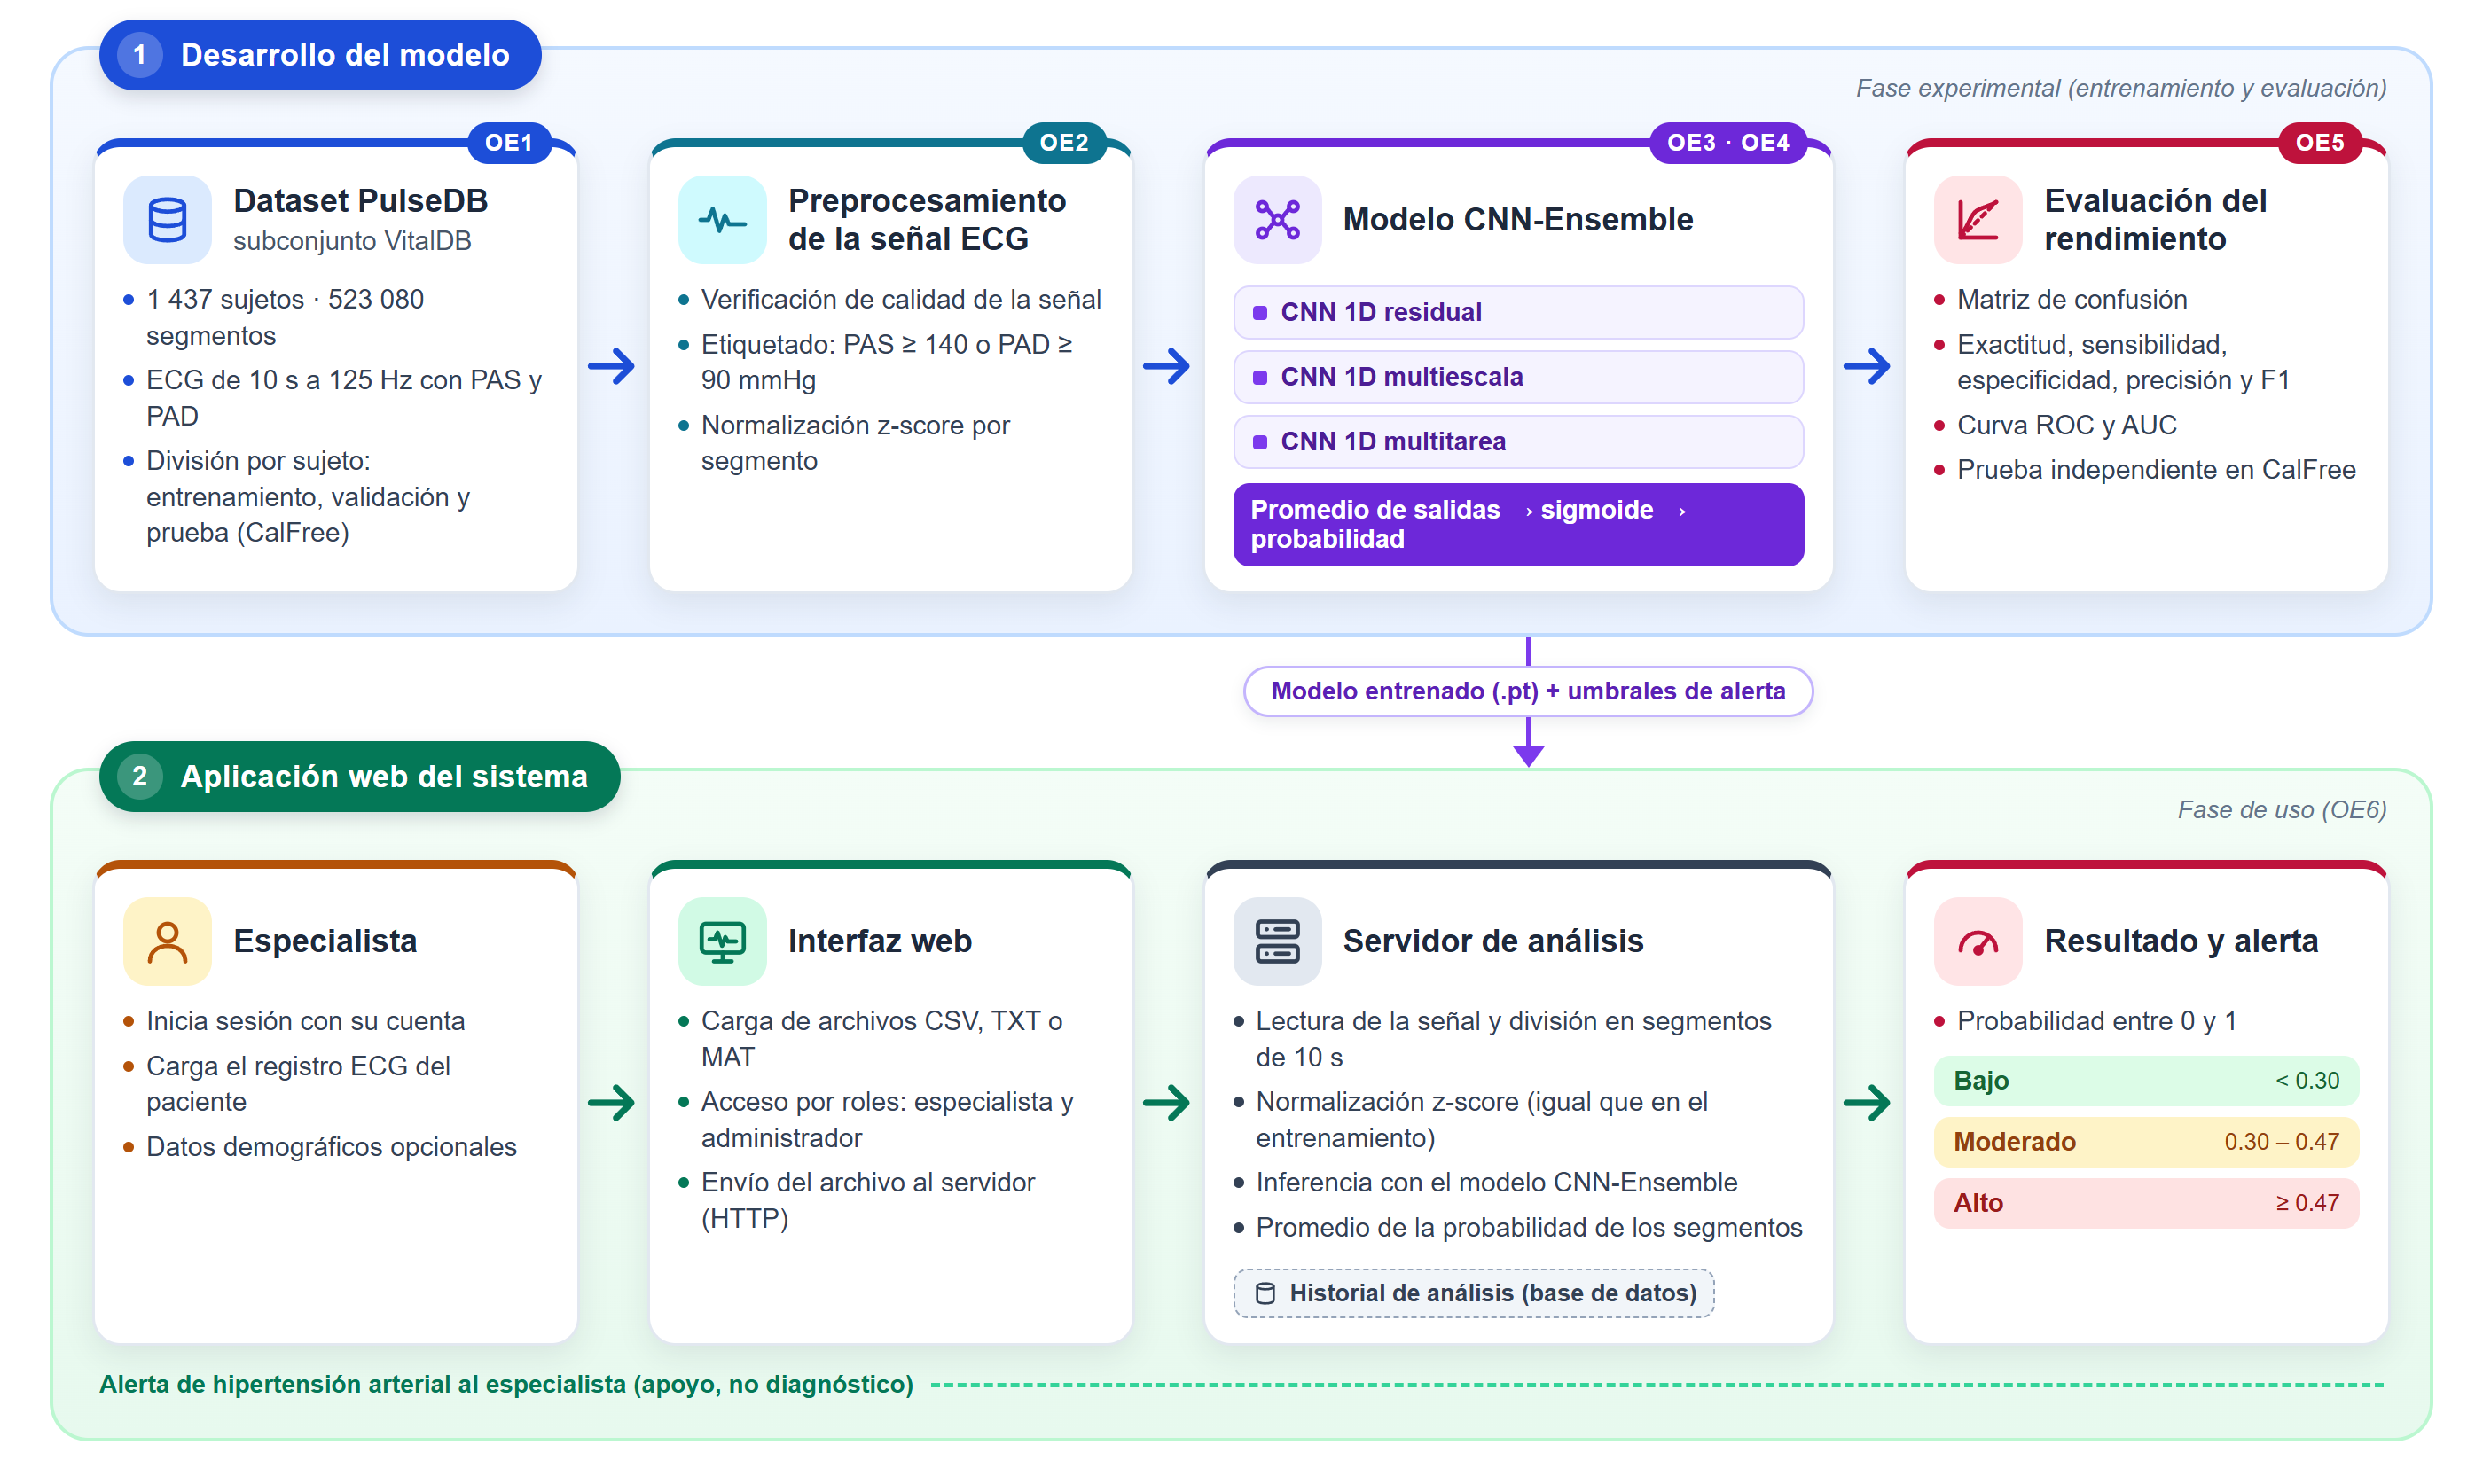 1 Desarrollo del modelo
Fase experimental (entrenamiento y evaluación)
OE1
Dataset PulseDB
subconjunto VitalDB
1 437 sujetos · 523 080
segmentos
ECG de 10 s a 125 Hz con PAS y
PAD
División por sujeto:
entrenamiento, validación y
prueba (CalFree)
OE2
Preprocesamiento
de la señal ECG
Verificación de calidad de la señal
Etiquetado: PAS ≥ 140 o PAD ≥
90 mmHg
Normalización z-score por
segmento
OE3 · OE4
Modelo CNN-Ensemble
CNN 1D residual
CNN 1D multiescala
CNN 1D multitarea
Promedio de salidas → sigmoide →
probabilidad
OE5
Evaluación del
rendimiento
Matriz de confusión
Exactitud, sensibilidad,
especificidad, precisión y F1
Curva ROC y AUC
Prueba independiente en CalFree
Modelo entrenado (.pt) + umbrales de alerta
2 Aplicación web del sistema
Fase de uso (OE6)
Especialista
Inicia sesión con su cuenta
Carga el registro ECG del
paciente
Datos demográficos opcionales
Interfaz web
Carga de archivos CSV, TXT o
MAT
Acceso por roles: especialista y
administrador
Envío del archivo al servidor
(HTTP)
Servidor de análisis
Lectura de la señal y división en segmentos
de 10 s
Normalización z-score (igual que en el
entrenamiento)
Inferencia con el modelo CNN-Ensemble
Promedio de la probabilidad de los segmentos
Historial de análisis (base de datos)
Resultado y alerta
Probabilidad entre 0 y 1
Bajo < 0.30
Moderado 0.30 – 0.47
Alto ≥ 0.47
Alerta de hipertensión arterial al especialista (apoyo, no diagnóstico)